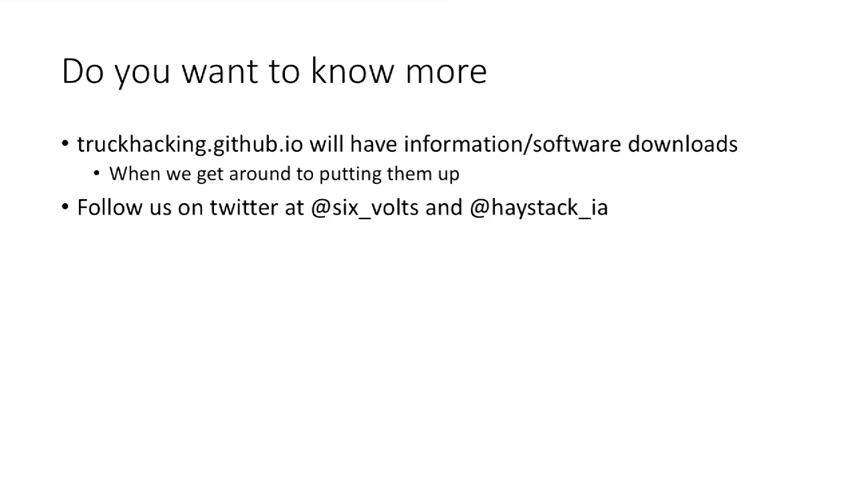 Do you want to know more
• truckhacking.github.io will have information/software downloads
• When we get around to putting them up
• Follow us on twitter at @six_volts and @haystack_ia